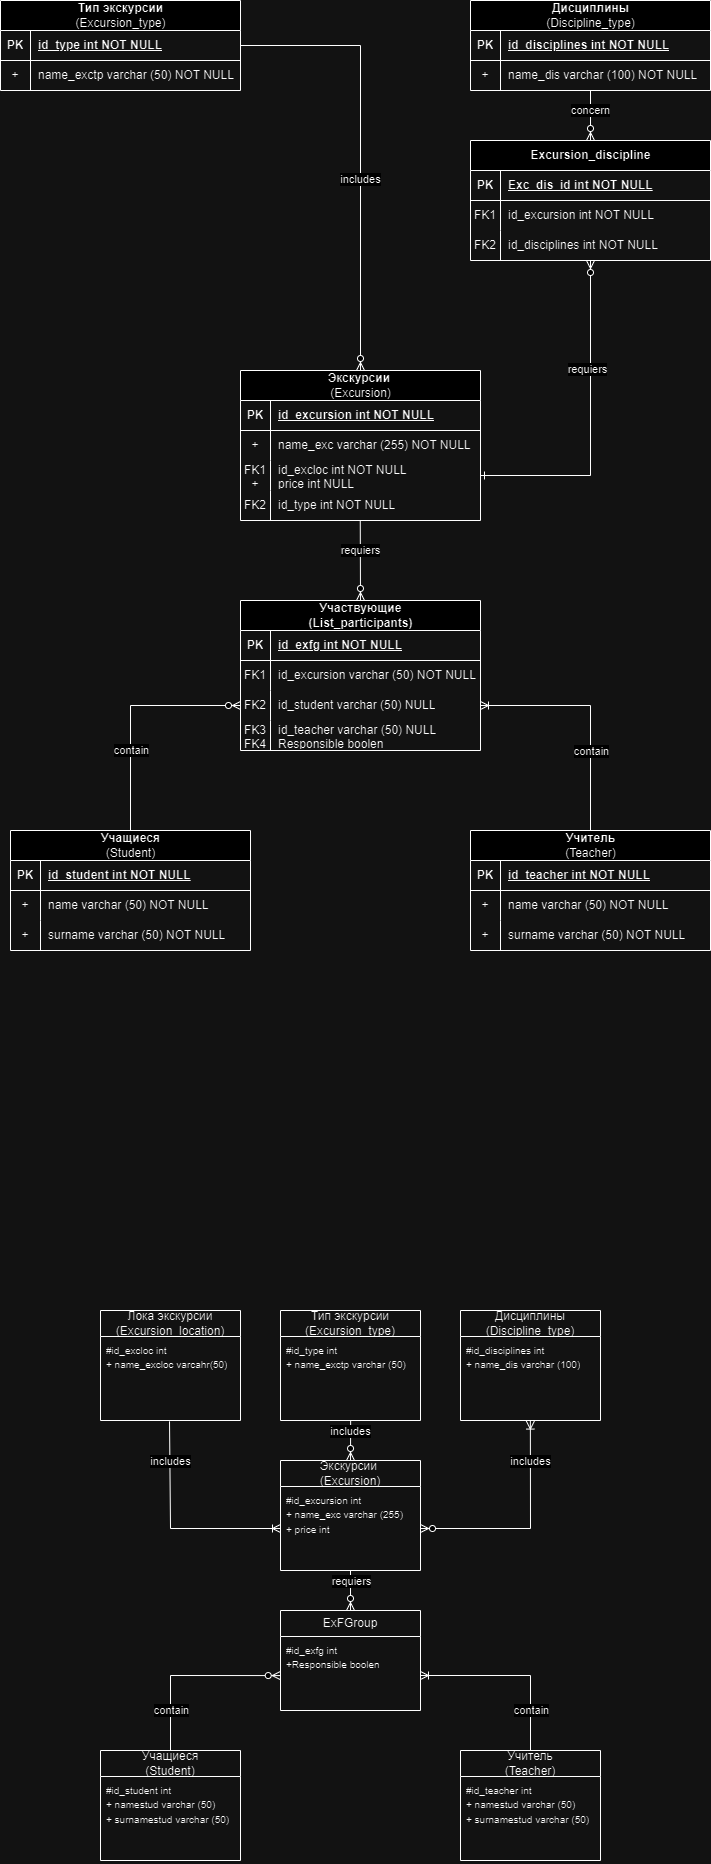 Тип экскурсии
(Excursion_type)
PK id_type int NOT NULL
+ name_exctp varchar (50) NOT NULL
Дисциплины
(Discipline_type)
PK id_disciplines int NOT NULL
+ name_dis varchar (100) NOT NULL
concern
Excursion_discipline
PK Exc_dis_id int NOT NULL
FK1 id_excursion int NOT NULL
FK2 id_disciplines int NOT NULL
includes
requiers
Экскурсии
(Excursion)
PK id_excursion int NOT NULL
+ name_exc varchar (255) NOT NULL
FK1 id_excloc int NOT NULL
+ price int NULL
FK2 id_type int NOT NULL
requiers
Участвующие
(List_participants)
PK id_exfg int NOT NULL
FK1 id_excursion varchar (50) NOT NULL
FK2 id_student varchar (50) NULL
FK3 id_teacher varchar (50) NULL
FK4 Responsible boolen
contain
contain
Учащиеся
(Student)
PK id_student int NOT NULL
+ name varchar (50) NOT NULL
+ surname varchar (50) NOT NULL
Учитель
(Teacher)
PK id_teacher int NOT NULL
+ name varchar (50) NOT NULL
+ surname varchar (50) NOT NULL
Лока экскурсии
(Excursion_location)
#id_excloc int
+ name_excloc varcahr(50)
Тип экскурсии
(Excursion_type)
#id_type int
+ name_exctp varchar (50)
Дисциплины
(Discipline_type)
#id_disciplines int
+ name_dis varchar (100)
includes
includes
includes
Экскурсии
(Excursion)
#id_excursion int
+ name_exc varchar (255)
+ price int
requiers
ExFGroup
#id_exfg int
+Responsible boolen
contain
contain
Учащиеся
(Student)
#id_student int
+ namestud varchar (50)
+ surnamestud varchar (50)
Учитель
(Teacher)
#id_teacher int
+ namestud varchar (50)
+ surnamestud varchar (50)